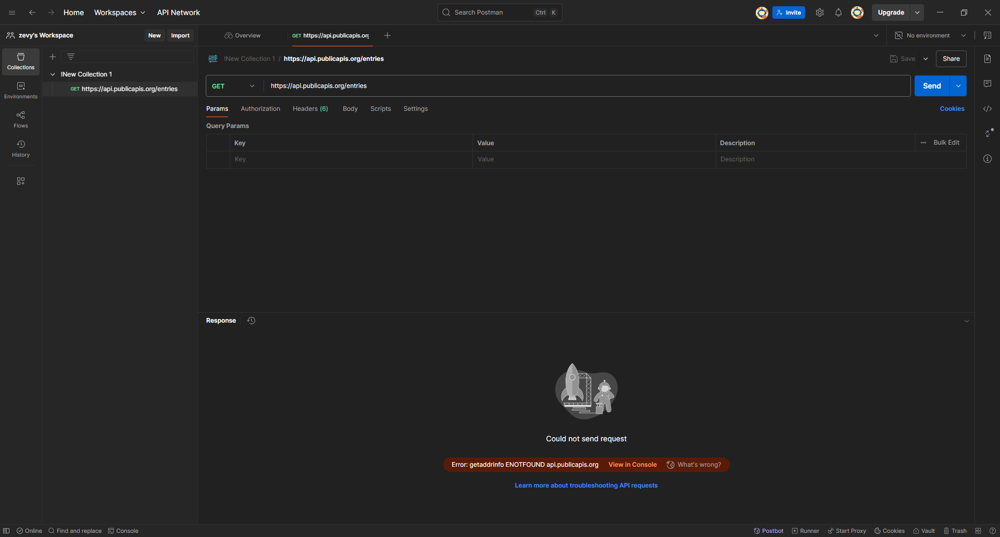 Home Workspaces API Network Search Postman Ctrl K Invite Upgrade
zevy's Workspace New Import Overview GET https://api.publicapis.org No environment
Collections
!New Collection 1 / https://api.publicapis.org/entries Save Share
!New Collection 1
GET https://api.publicapis.org/entries
GET https://api.publicapis.org/entries Send
Environments
Params Authorization Headers (6) Body Scripts Settings Cookies
Flows
Query Params
Key Value Description Bulk Edit
History
Key Value Description
Response
Could not send request
Error: getaddrinfo ENOTFOUND api.publicapis.org View in Console What's wrong?
Learn more about troubleshooting API requests
Online Find and replace Console Postbot Runner Start Proxy Cookies Vault Trash